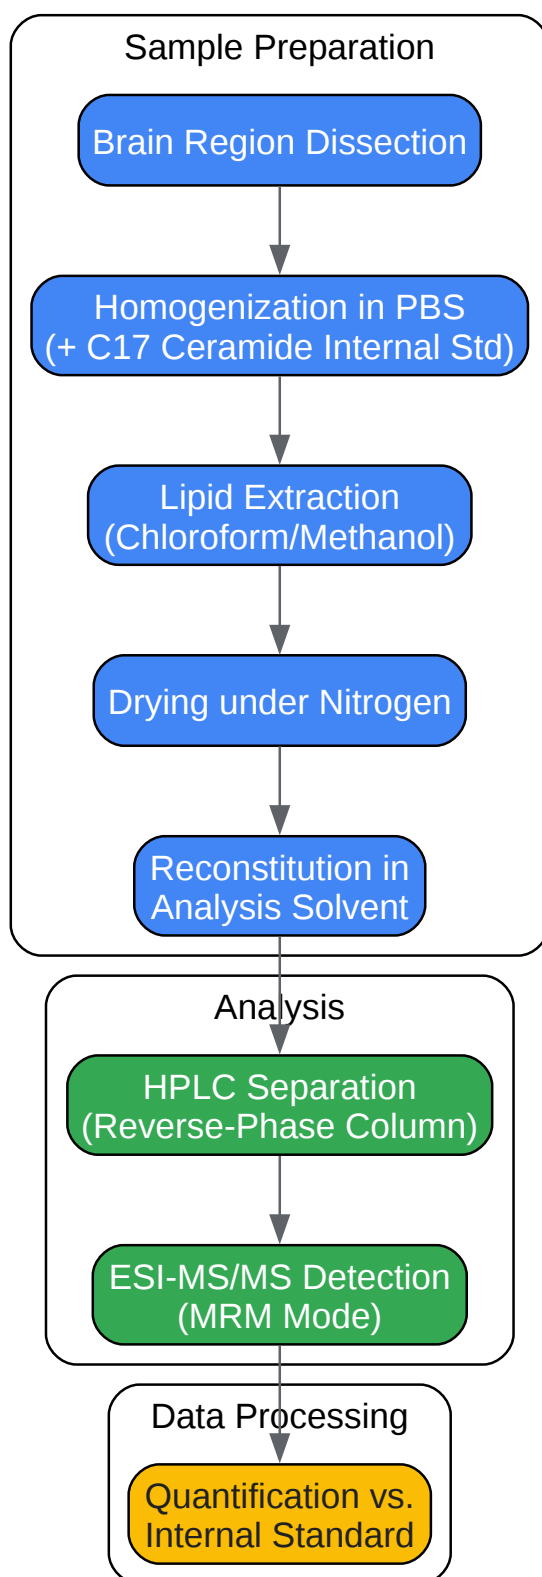 Sample Preparation
Brain Region Dissection
Homogenization in PBS
(+ C17 Ceramide Internal Std)
Lipid Extraction
(Chloroform/Methanol)
Drying under Nitrogen
Reconstitution in
Analysis Solvent
Analysis
HPLC Separation
(Reverse-Phase Column)
ESI-MS/MS Detection
(MRM Mode)
Data Processing
Quantification vs.
Internal Standard